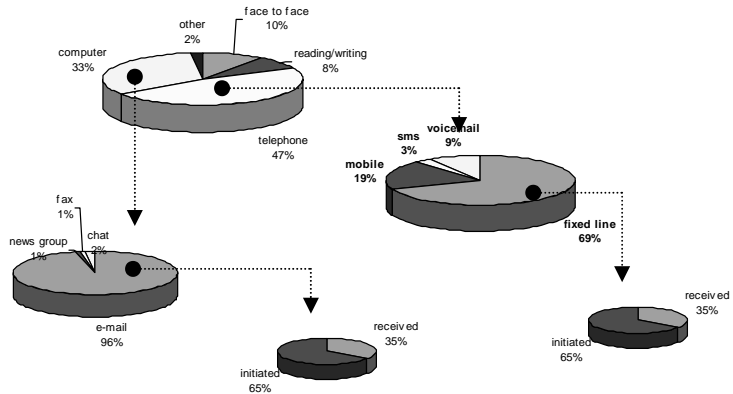 face to face
10%
other
2%
computer
33%
reading/writing
8%
telephone
47%
voicemail
9%
sms
3%
mobile
19%
fixed line
69%
fax
1%
chat
2%
news group
1%
e-mail
96%
received
35%
initiated
65%
received
35%
initiated
65%